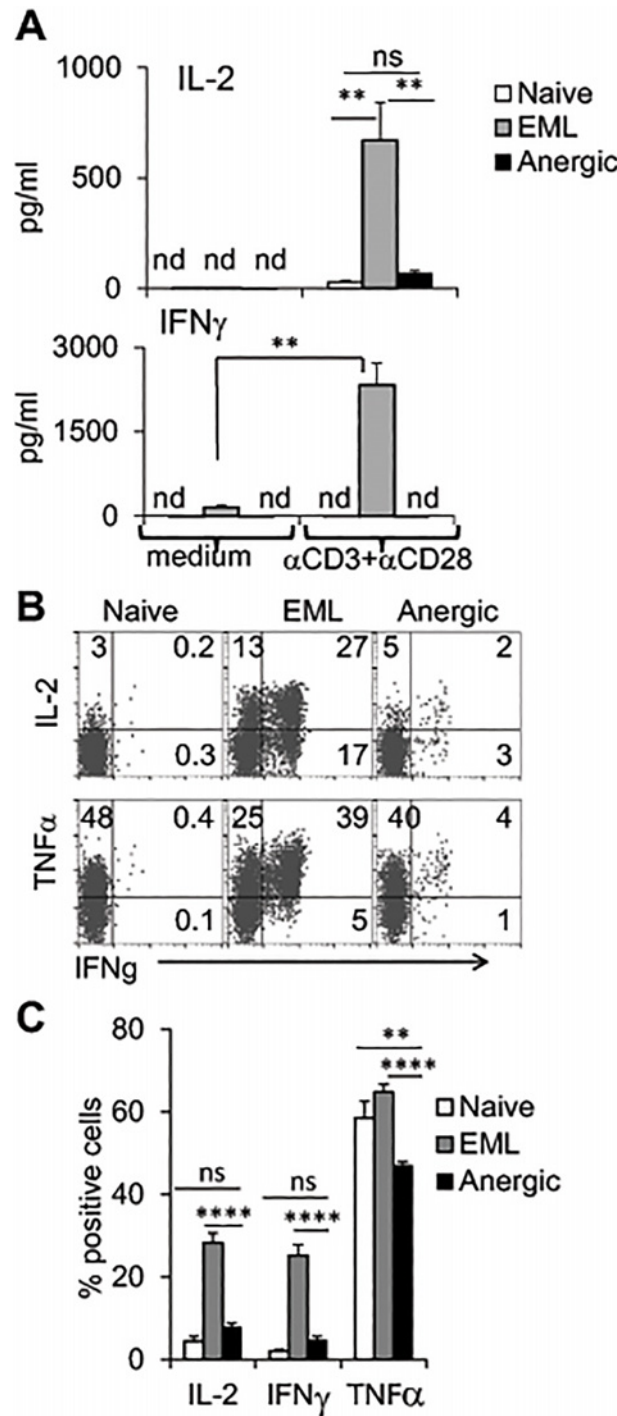 A
1000
IL-2
ns
** **
Naive
EML
Anergic
pg/ml
500
nd nd nd
0
IFNγ
3000
**
pg/ml
1500
nd nd nd nd
0
medium αCD3+αCD28
B
Naive EML Anergic
3 0.2 13 27 5 2
IL-2
0.3 17 3
48 0.4 25 39 40 4
TNFα
0.1 5 1
IFNg
C
80
**
****
Naive
EML
Anergic
60
% positive cells
40
ns ns
**** ****
20
0
IL-2 IFNγ TNFα